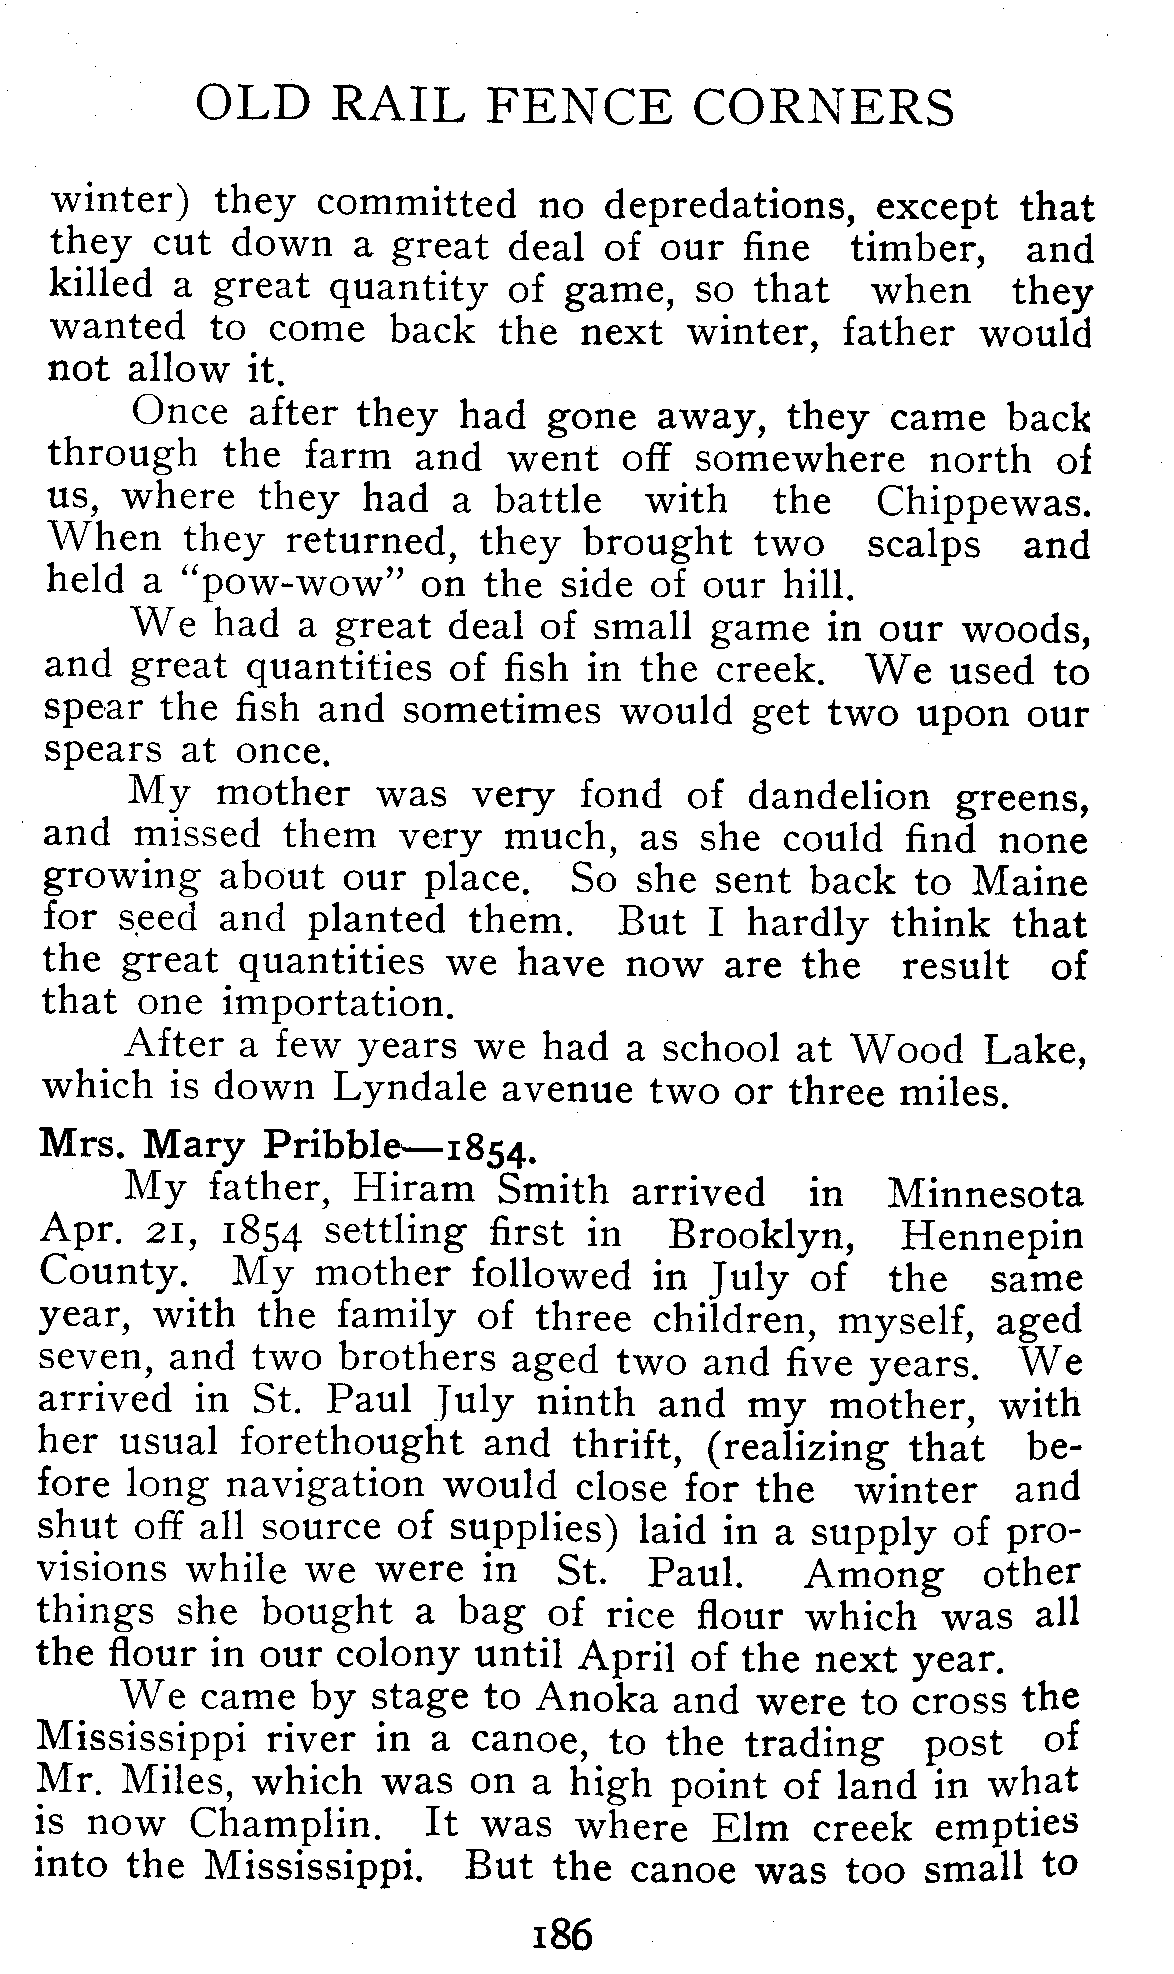 OLD RAIL FENCE CORNERS
winter) they committed no depredations, except that
they cut down a great deal of our fine timber, and
killed a great quantity of game, so that when they
wanted to come back the next winter, father would
not allow it.
Once after they had gone away, they came back
through the farm and went off somewhere north of
us, where they had a battle with the Chippewas.
When they returned, they brought two scalps and
held a “pow-wow” on the side of our hill.
We had a great deal of small game in our woods,
and great quantities of fish in the creek. We used to
spear the fish and sometimes would get two upon our
spears at once.
My mother was very fond of dandelion greens,
and missed them very much, as she could find none
growing about our place. So she sent back to Maine
for seed and planted them. But I hardly think that
the great quantities we have now are the result of
that one importation.
After a few years we had a school at Wood Lake,
which is down Lyndale avenue two or three miles.
Mrs. Mary Pribble—1854.
My father, Hiram Smith arrived in Minnesota
Apr. 21, 1854 settling first in Brooklyn, Hennepin
County. My mother followed in July of the same
year, with the family of three children, myself, aged
seven, and two brothers aged two and five years. We
arrived in St. Paul July ninth and my mother, with
her usual forethought and thrift, (realizing that be-
fore long navigation would close for the winter and
shut off all source of supplies) laid in a supply of pro-
visions while we were in St. Paul. Among other
things she bought a bag of rice flour which was all
the flour in our colony until April of the next year.
We came by stage to Anoka and were to cross the
Mississippi river in a canoe, to the trading post of
Mr. Miles, which was on a high point of land in what
is now Champlin. It was where Elm creek empties
into the Mississippi. But the canoe was too small to
186